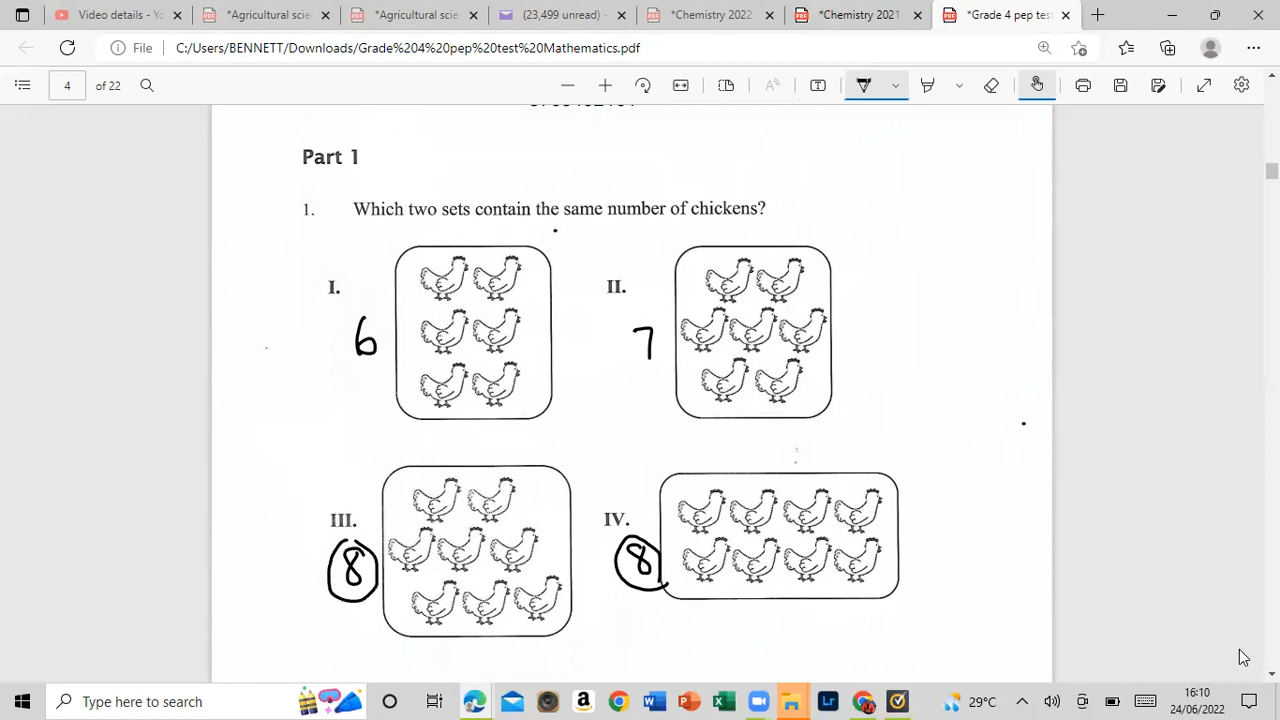 Video details -
*Agricultural scie
*Agricultural scie
(23,499 unread) -
*Chemistry 2022
*Chemistry 2021
*Grade 4 pep test
File
C:/Users/BENNETT/Downloads/Grade%204%20pep%20test%20Mathematics.pdf
4 of 22
Part 1
1. Which two sets contain the same number of chickens?
I. II.
6 7
III. IV.
8 8
Type here to search
29°C
16:10
24/06/2022